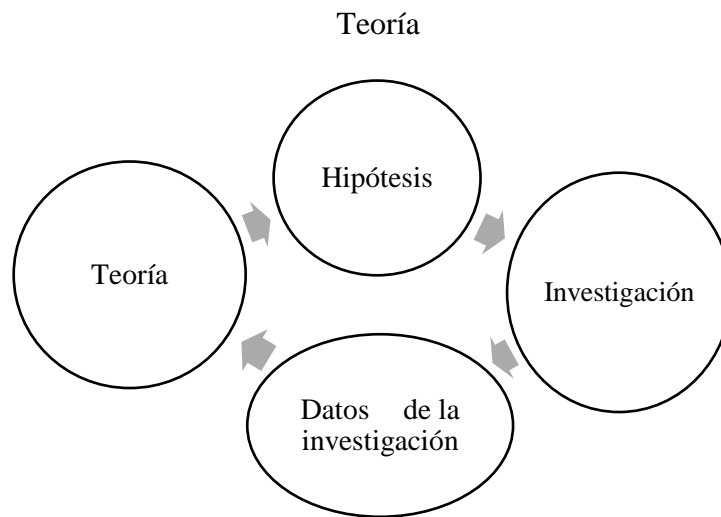 Teoría
Hipótesis
Teoría
Investigación
Datos de la
investigación